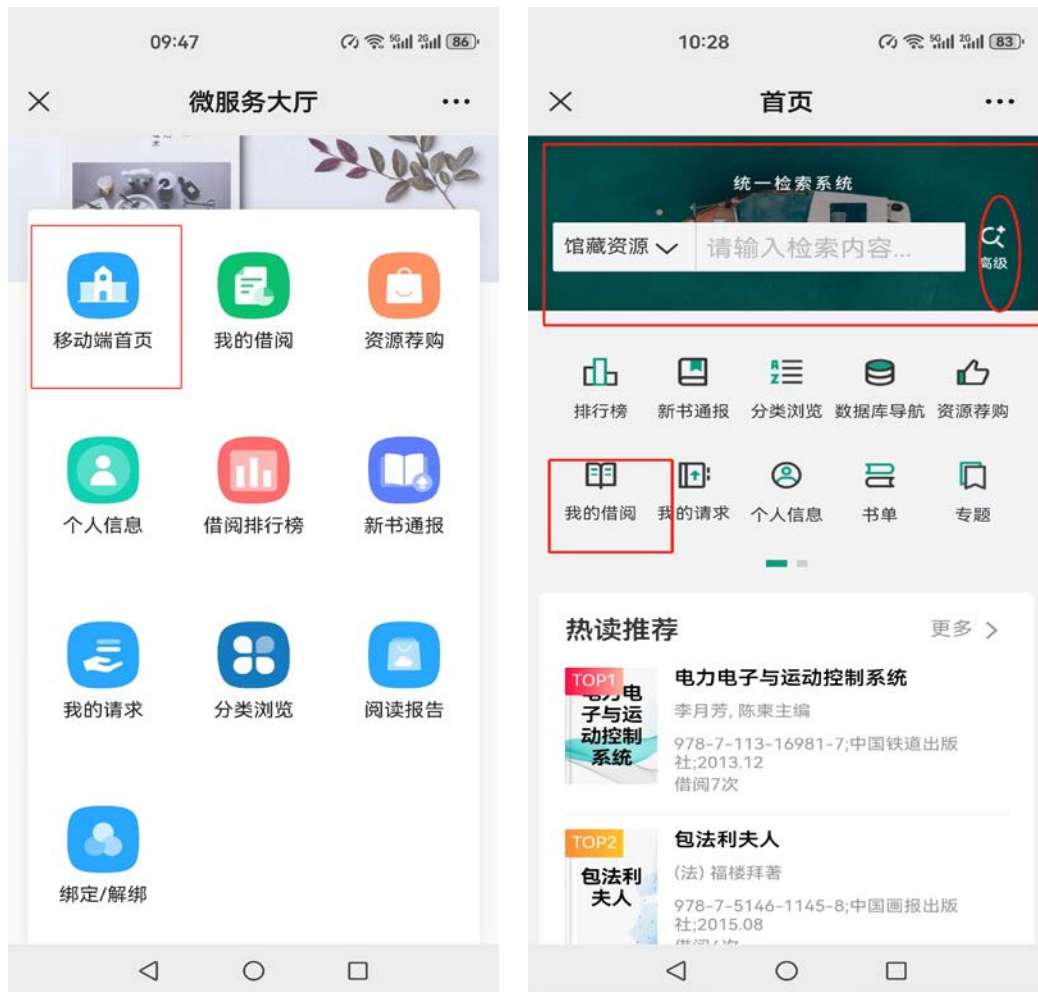 09:47
5G 2G 86
微服务大厅
移动端首页
我的借阅
资源荐购
个人信息
借阅排行榜
新书通报
我的请求
分类浏览
阅读报告
绑定/解绑
10:28
5G 2G 83
首页
统一检索系统
馆藏资源
请输入检索内容...
高级
排行榜
新书通报
分类浏览
数据库导航
资源荐购
我的借阅
我的请求
个人信息
书单
专题
热读推荐
更多
TOP1
电力电
子与运
动控制
系统
电力电子与运动控制系统
李月芳, 陈柬主编
978-7-113-16981-7;中国铁道出版
社;2013.12
借阅7次
TOP2
包法利
夫人
包法利夫人
(法) 福楼拜著
978-7-5146-1145-8;中国画报出版
社;2015.08